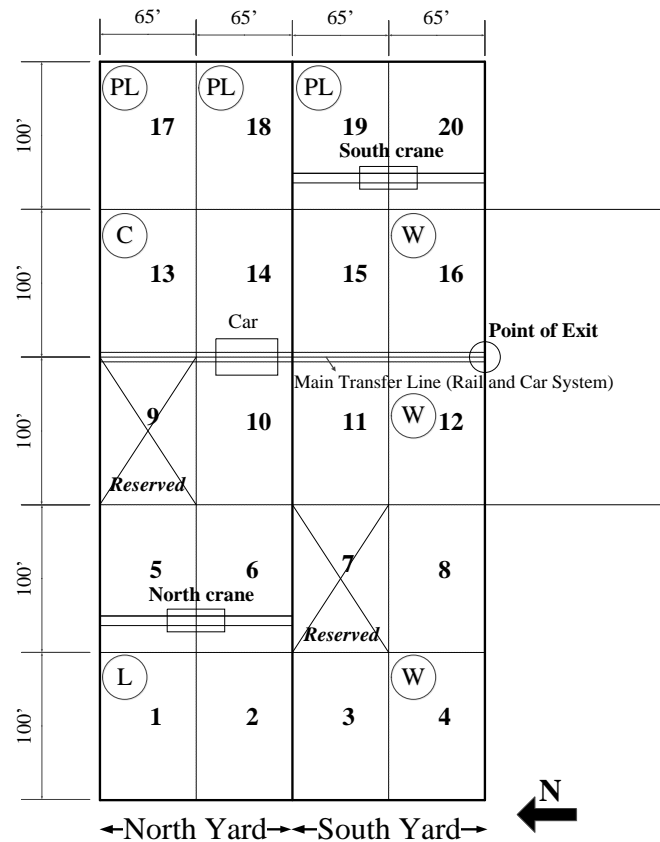 65' 65' 65' 65'
PL PL PL
17 18 19 20
South crane
100'
C W
13 14 15 16
100'
Car
Point of Exit
Main Transfer Line (Rail and Car System)
W
9 10 11 12
100'
Reserved
5 6 7 8
North crane
100'
Reserved
L W
1 2 3 4
100'
N
North Yard South Yard